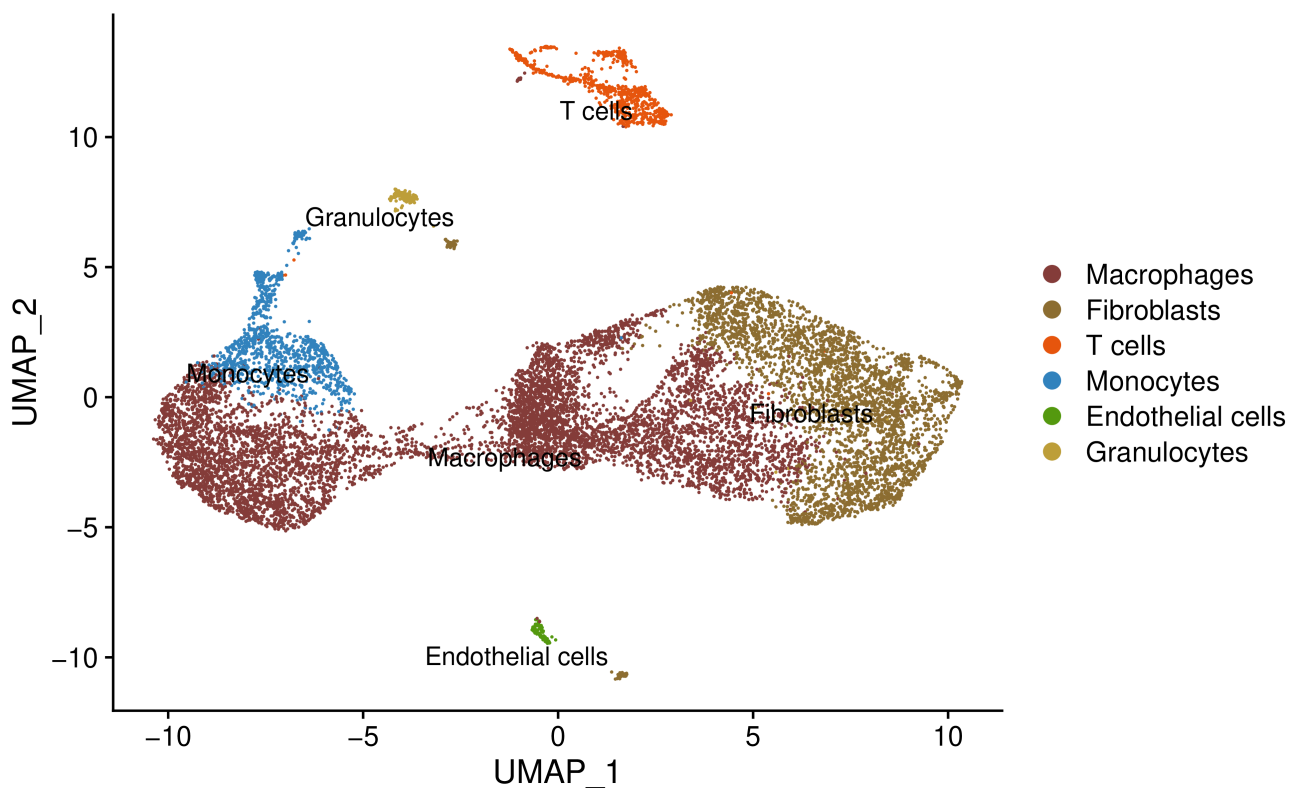 UMAP_2
10
5
0
−5
−10
T cells
Granulocytes
Monocytes
Fibroblasts
Macrophages
Endothelial cells
−10
−5
0
5
10
UMAP_1
Macrophages
Fibroblasts
T cells
Monocytes
Endothelial cells
Granulocytes